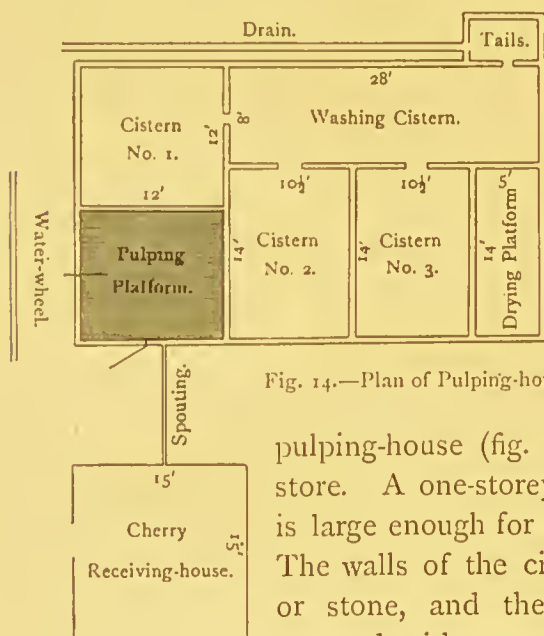 Drain.
Tails.
28'
Cistern
No. 1.
12'
8'
Washing Cistern.
12'
10½'
10½'
5'
Water-wheel.
Pulping
Platform.
14'
Cistern
No. 2.
14'
Cistern
No. 3.
14'
Drying Platform
Fig. 14.—Plan of Pulping-ho
Spouting.
15'
Cherry
Receiving-house.
15'
pulping-house (fig.
store. A one-storey
is large enough for
The walls of the ci
or stone, and the